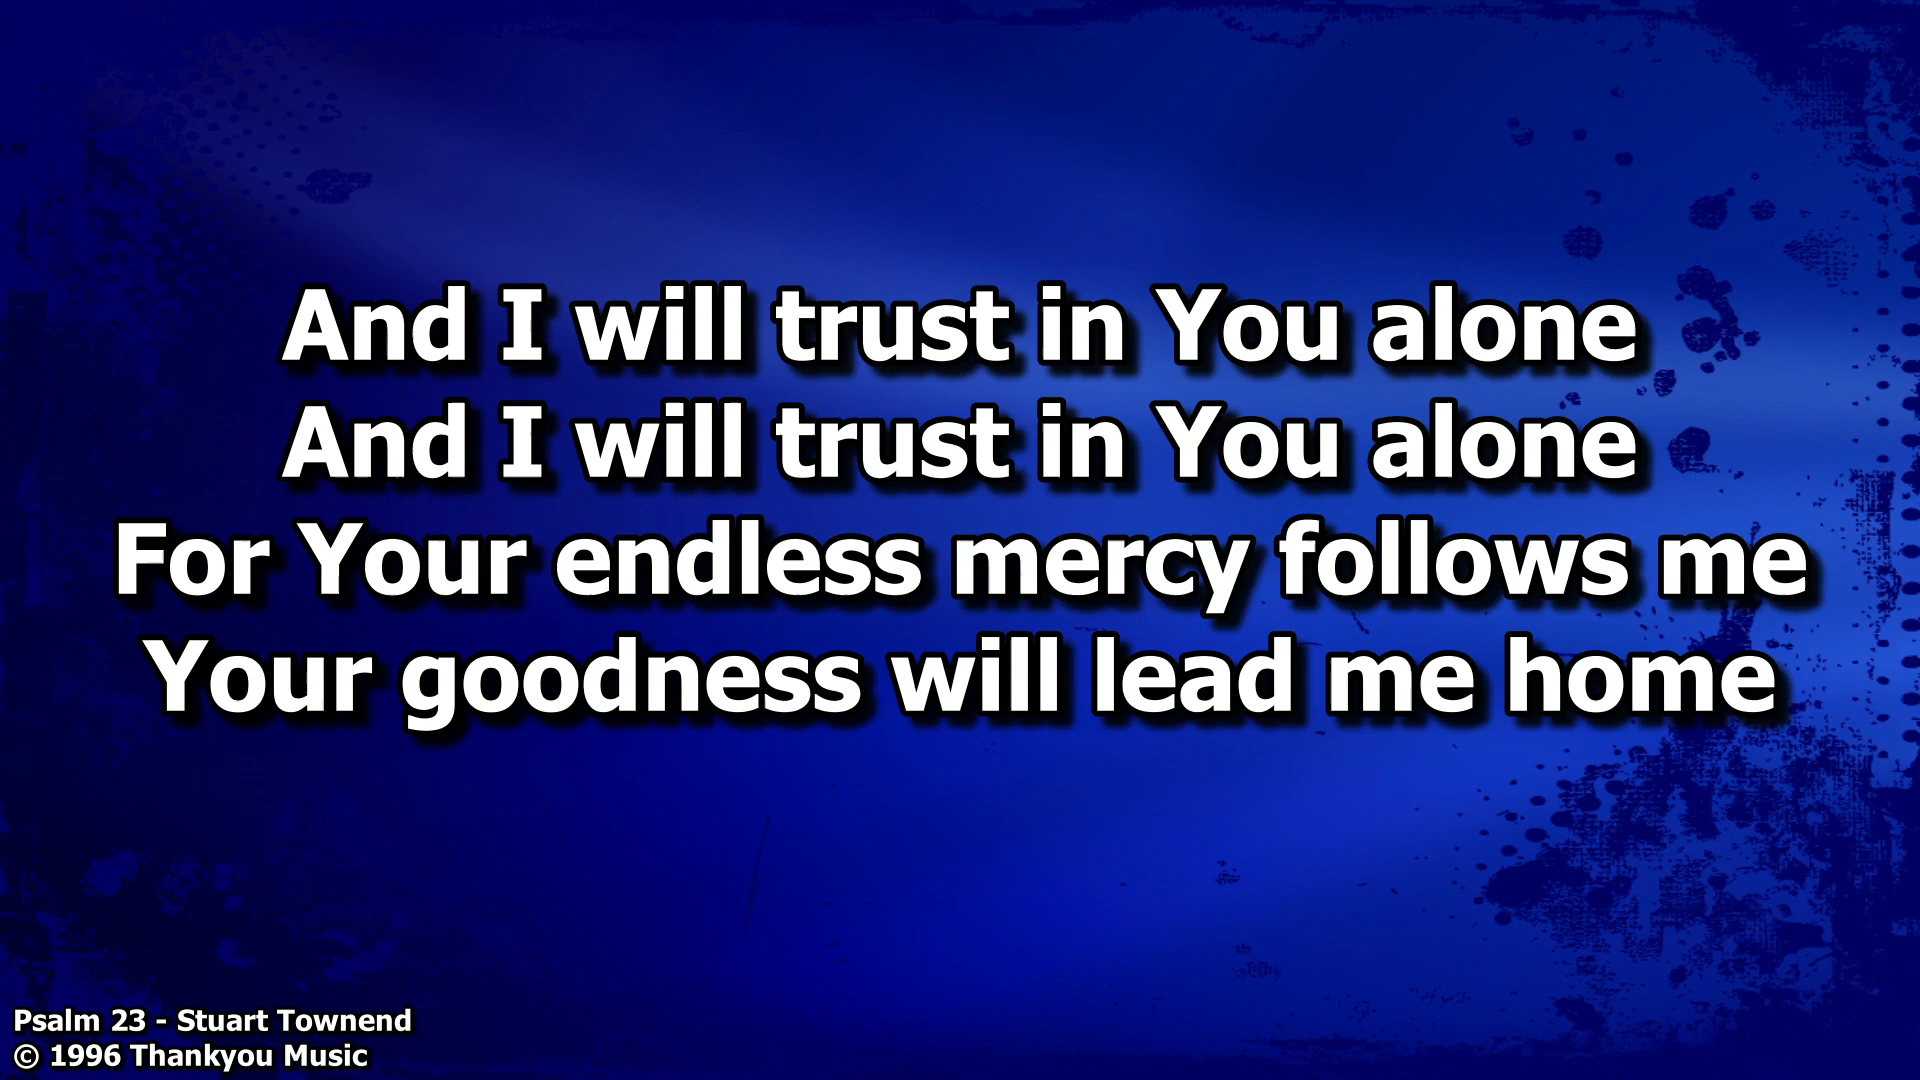 And I will trust in You alone
And I will trust in You alone
For Your endless mercy follows me
Your goodness will lead me home
Psalm 23 - Stuart Townend
© 1996 Thankyou Music